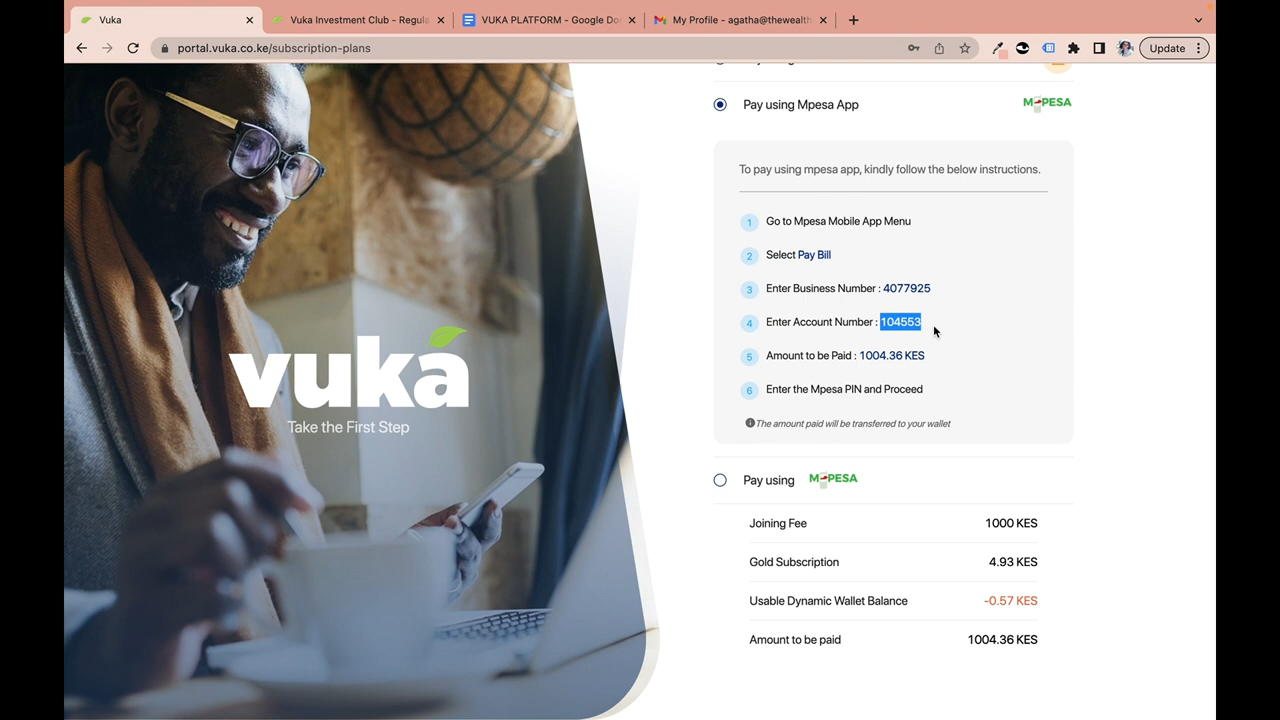 Vuka
Vuka Investment Club - Regula
VUKA PLATFORM - Google Do
My Profile - agatha@thewealth
portal.vuka.co.ke/subscription-plans
Update
Pay using Mpesa App
M-PESA
To pay using mpesa app, kindly follow the below instructions.
1 Go to Mpesa Mobile App Menu
2 Select Pay Bill
3 Enter Business Number : 4077925
4 Enter Account Number : 104553
5 Amount to be Paid : 1004.36 KES
6 Enter the Mpesa PIN and Proceed
The amount paid will be transferred to your wallet
vuka
Take the First Step
Pay using M-PESA
Joining Fee 1000 KES
Gold Subscription 4.93 KES
Usable Dynamic Wallet Balance -0.57 KES
Amount to be paid 1004.36 KES